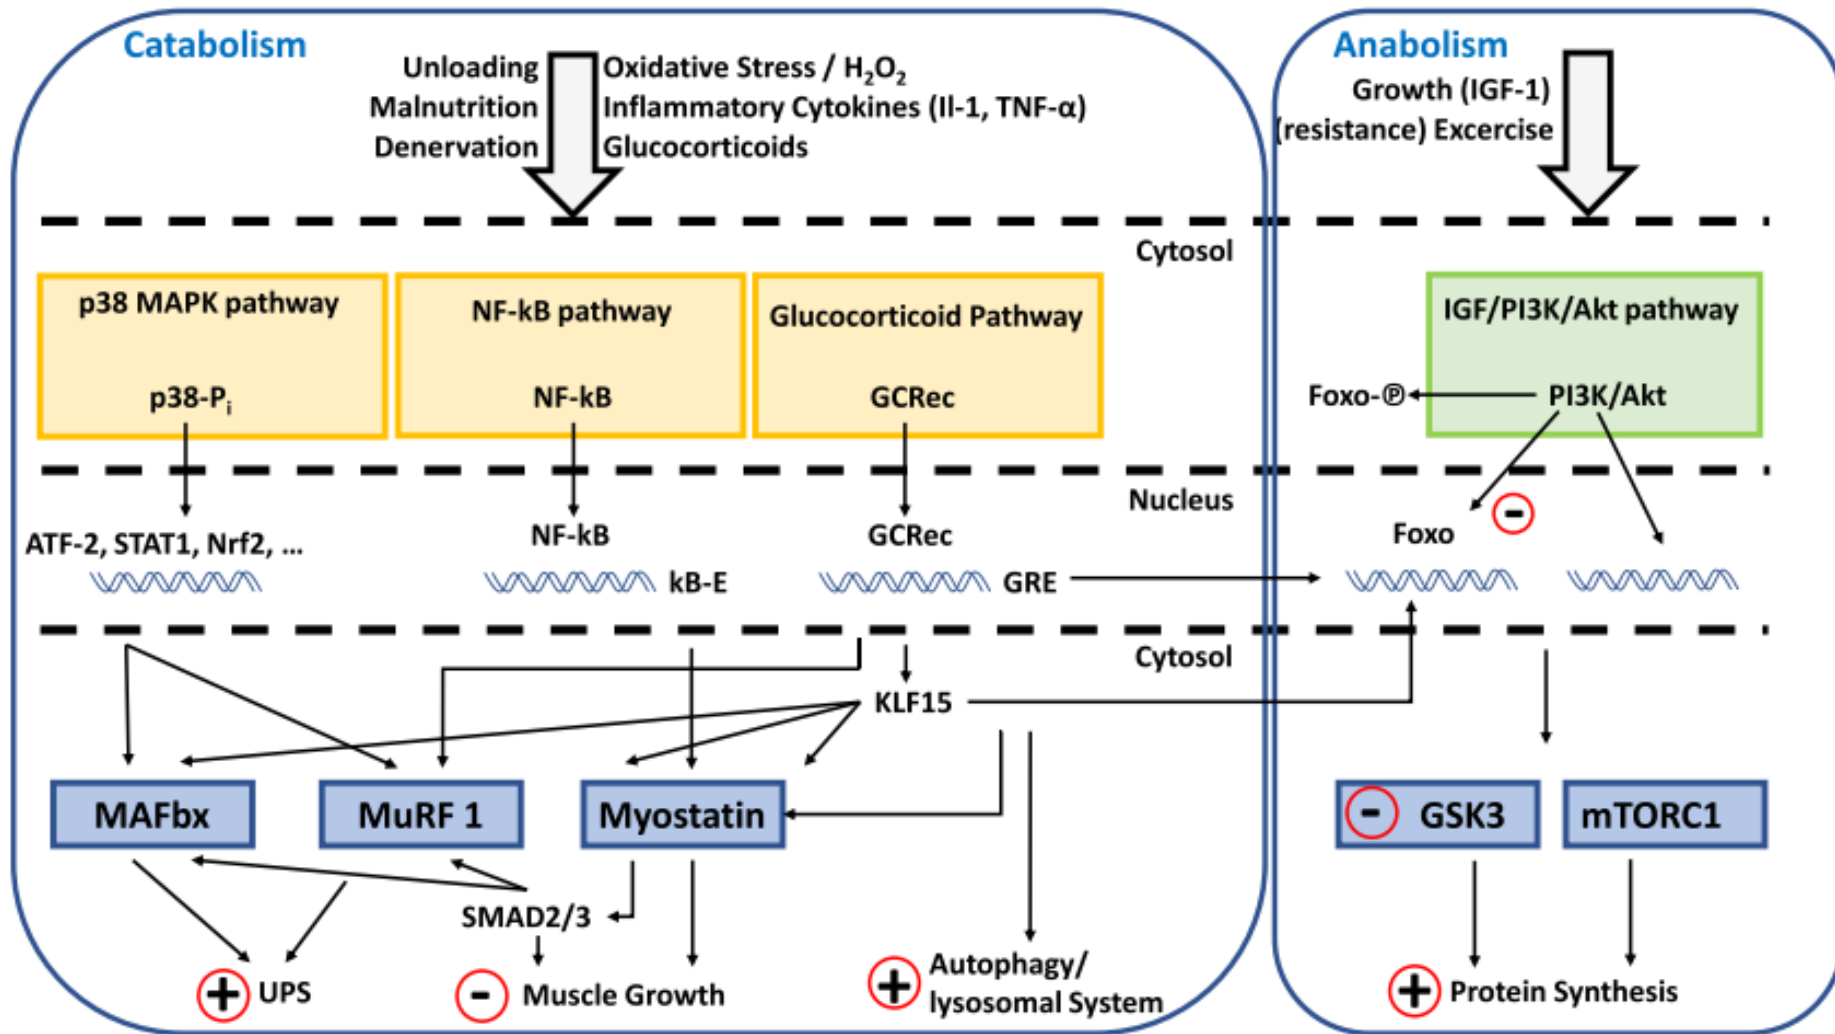 Catabolism
Unloading
Malnutrition
Denervation
Oxidative Stress / H₂O₂
Inflammatory Cytokines (Il-1, TNF-α)
Glucocorticoids
Anabolism
Growth (IGF-1)
(resistance) Excercise
Cytosol
p38 MAPK pathway
p38-Pᵢ
NF-kB pathway
NF-kB
Glucocorticoid Pathway
GCRec
IGF/PI3K/Akt pathway
Foxo-Ⓟ
PI3K/Akt
Nucleus
ATF-2, STAT1, Nrf2, ...
NF-kB
kB-E
GCRec
GRE
Foxo
-
Cytosol
KLF15
MAFbx
MuRF 1
Myostatin
- GSK3
mTORC1
SMAD2/3
+ UPS
- Muscle Growth
+ Autophagy/
lysosomal System
+ Protein Synthesis